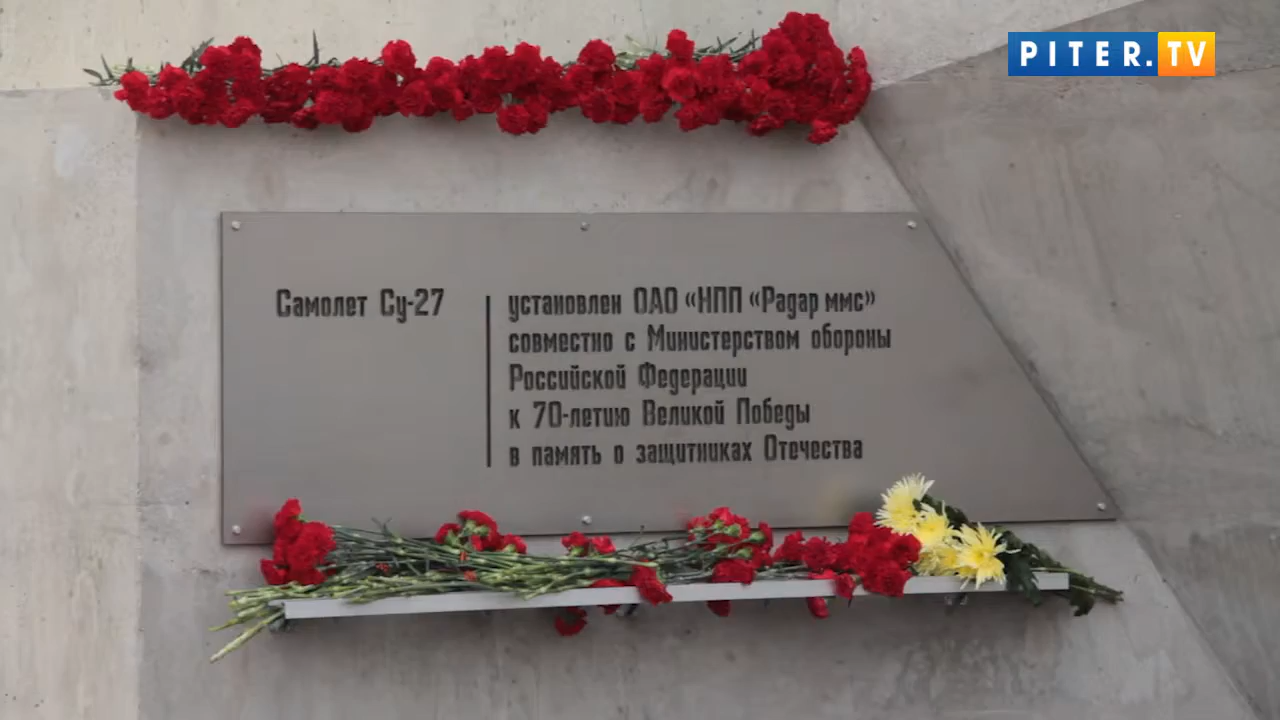 PITER.TV
Самолет Су-27
установлен ОАО «НПП «Радар ммс»
совместно с Министерством обороны
Российской Федерации
к 70-летию Великой Победы
в память о защитниках Отечества